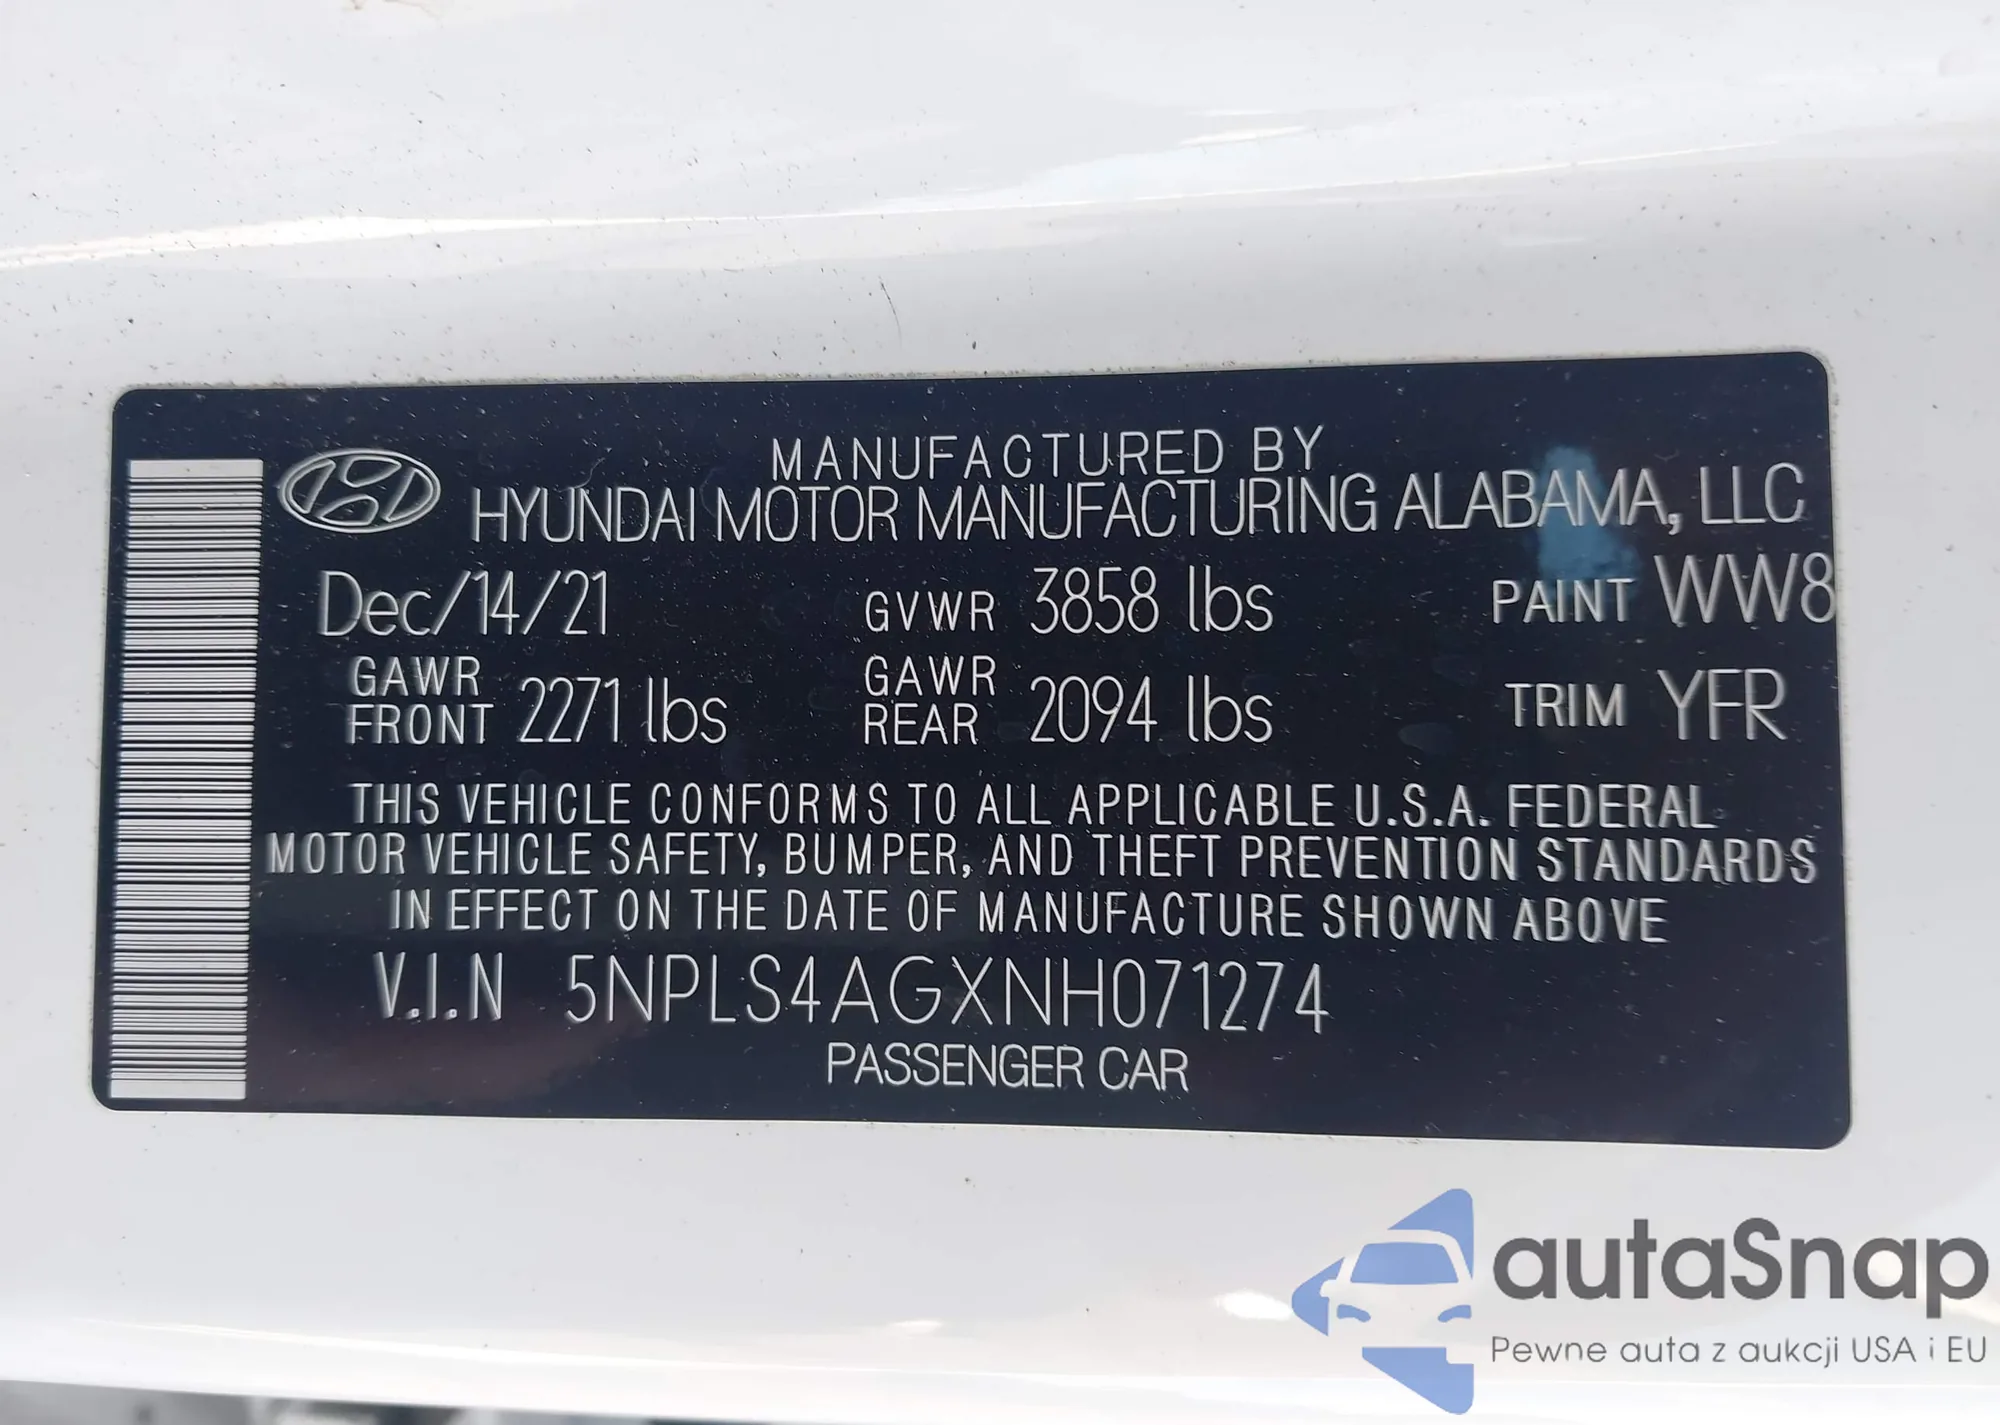 MANUFACTURED BY
HYUNDAI MOTOR MANUFACTURING ALABAMA, LLC
Dec/14/21 GVWR 3858 lbs PAINT WW8
GAWR FRONT 2271 lbs GAWR REAR 2094 lbs TRIM YFR
THIS VEHICLE CONFORMS TO ALL APPLICABLE U.S.A. FEDERAL
MOTOR VEHICLE SAFETY, BUMPER, AND THEFT PREVENTION STANDARDS
IN EFFECT ON THE DATE OF MANUFACTURE SHOWN ABOVE
V.I.N 5NPLS4AGXNH071274
PASSENGER CAR
autaSnap
Pewne auta z aukcji USA i EU